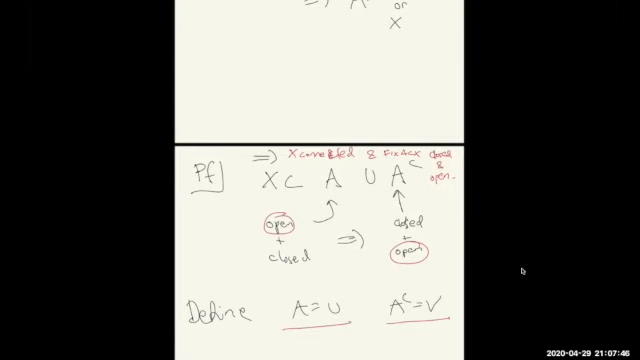 => A or
X
=> X connected & Fix A⊂X closed & open.
Pf] X ⊂ A ∪ Aᶜ
open closed
+ => +
closed open
Define A = U Aᶜ = V
2020-04-29 21:07:46